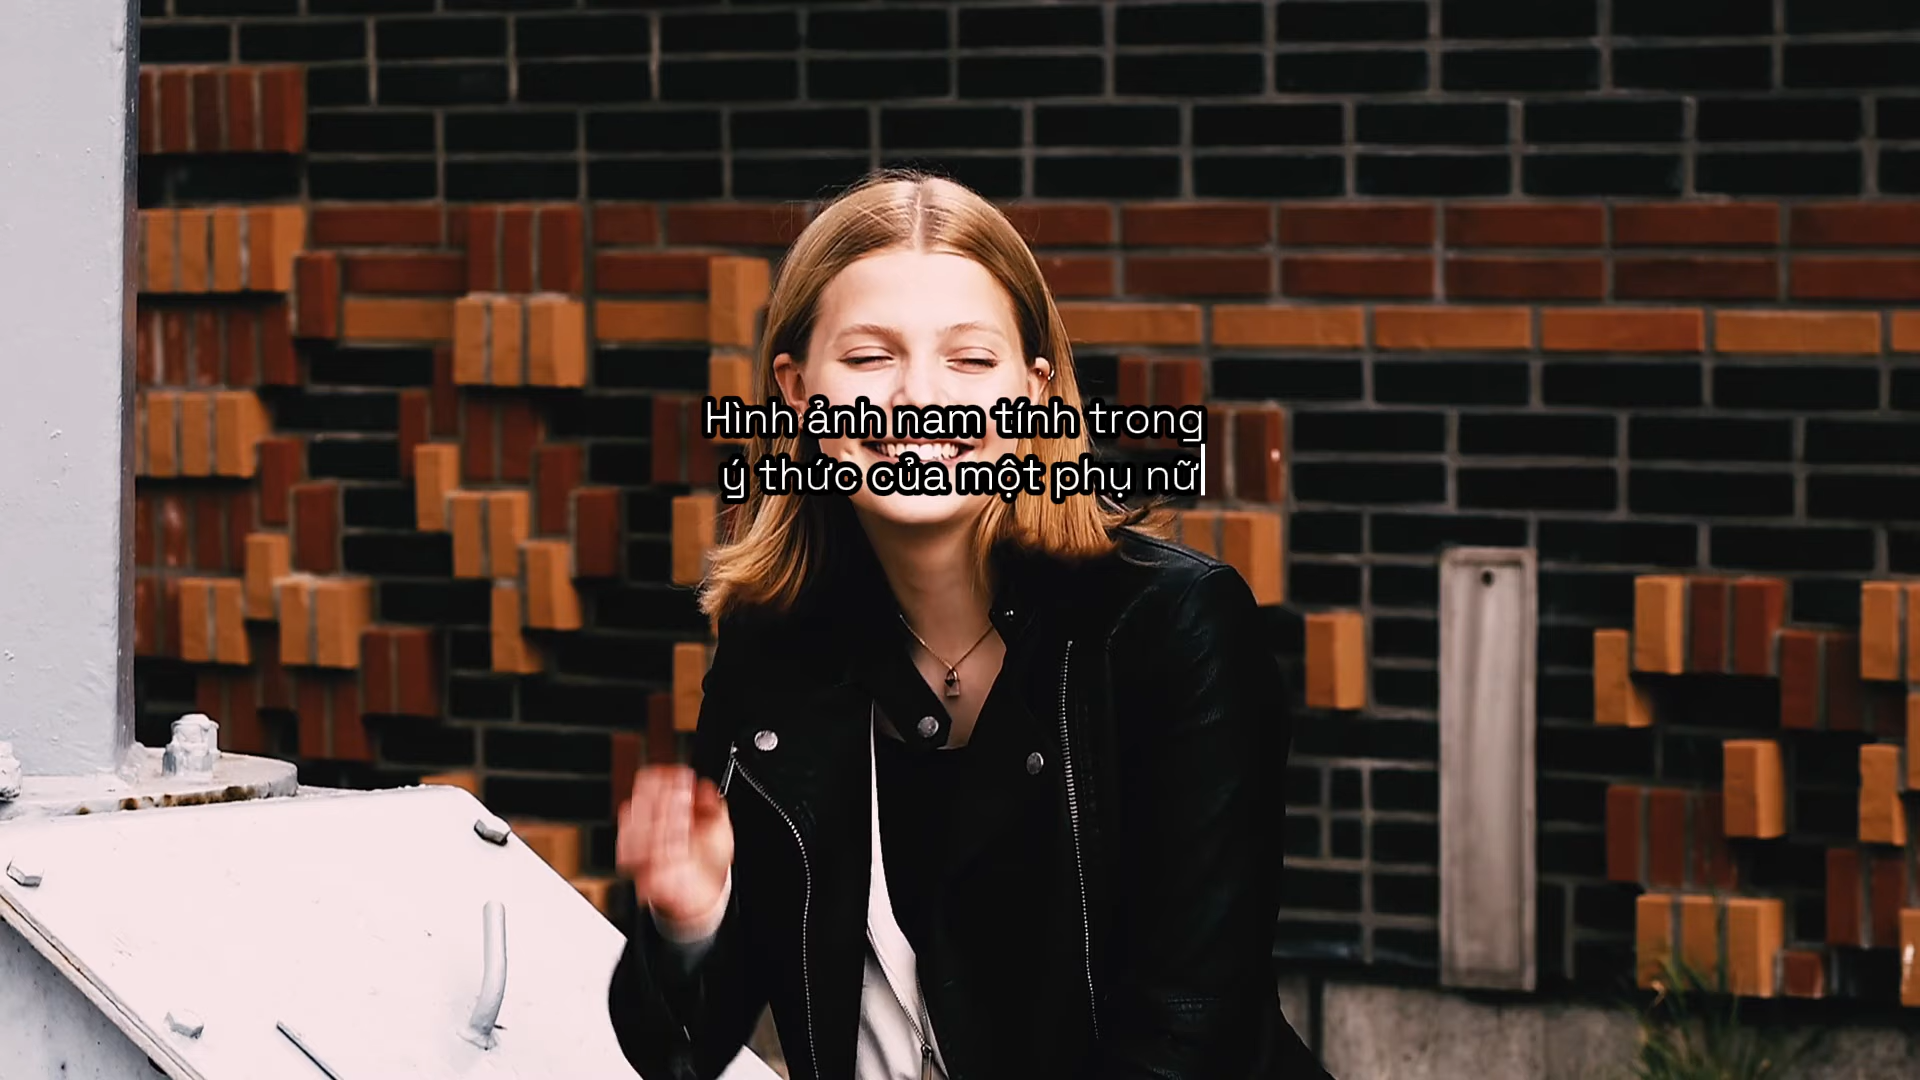 Hình ảnh nam tính trong
ý thức của một phụ nữ